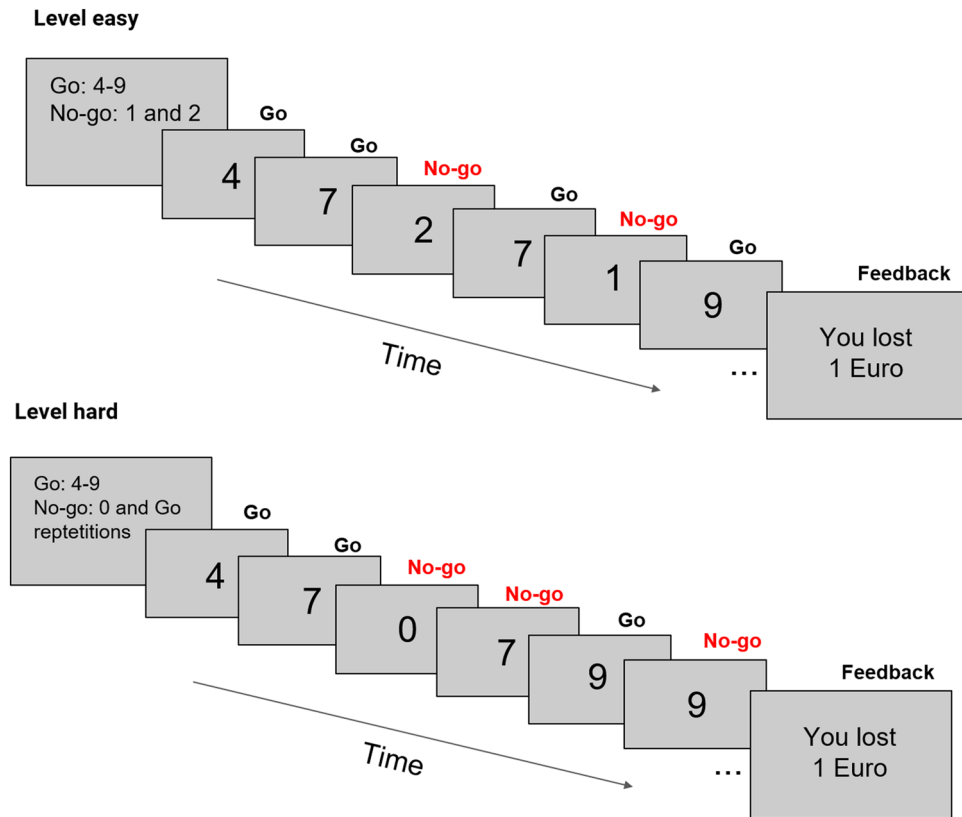 Level easy
Go: 4-9
No-go: 1 and 2
Go
4
Go
7
No-go
2
Go
7
No-go
1
Go
9
...
Feedback
You lost
1 Euro
Time
Level hard
Go: 4-9
No-go: 0 and Go
reptetitions
Go
4
Go
7
No-go
0
No-go
7
Go
9
No-go
9
...
Feedback
You lost
1 Euro
Time